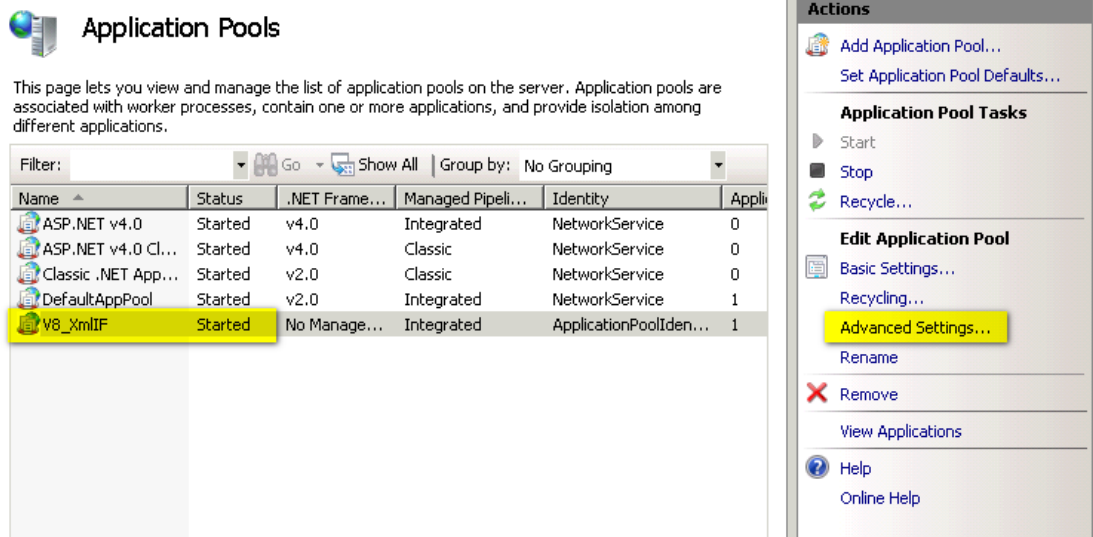 Application Pools
This page lets you view and manage the list of application pools on the server. Application pools are
associated with worker processes, contain one or more applications, and provide isolation among
different applications.
Filter: Go Show All Group by: No Grouping
Name Status .NET Frame... Managed Pipeli... Identity Appli
ASP.NET v4.0 Started v4.0 Integrated NetworkService 0
ASP.NET v4.0 Cl... Started v4.0 Classic NetworkService 0
Classic .NET App... Started v2.0 Classic NetworkService 0
DefaultAppPool Started v2.0 Integrated NetworkService 1
V8_XmlIF Started No Manage... Integrated ApplicationPoolIden... 1
Actions
Add Application Pool...
Set Application Pool Defaults...
Application Pool Tasks
Start
Stop
Recycle...
Edit Application Pool
Basic Settings...
Recycling...
Advanced Settings...
Rename
Remove
View Applications
Help
Online Help